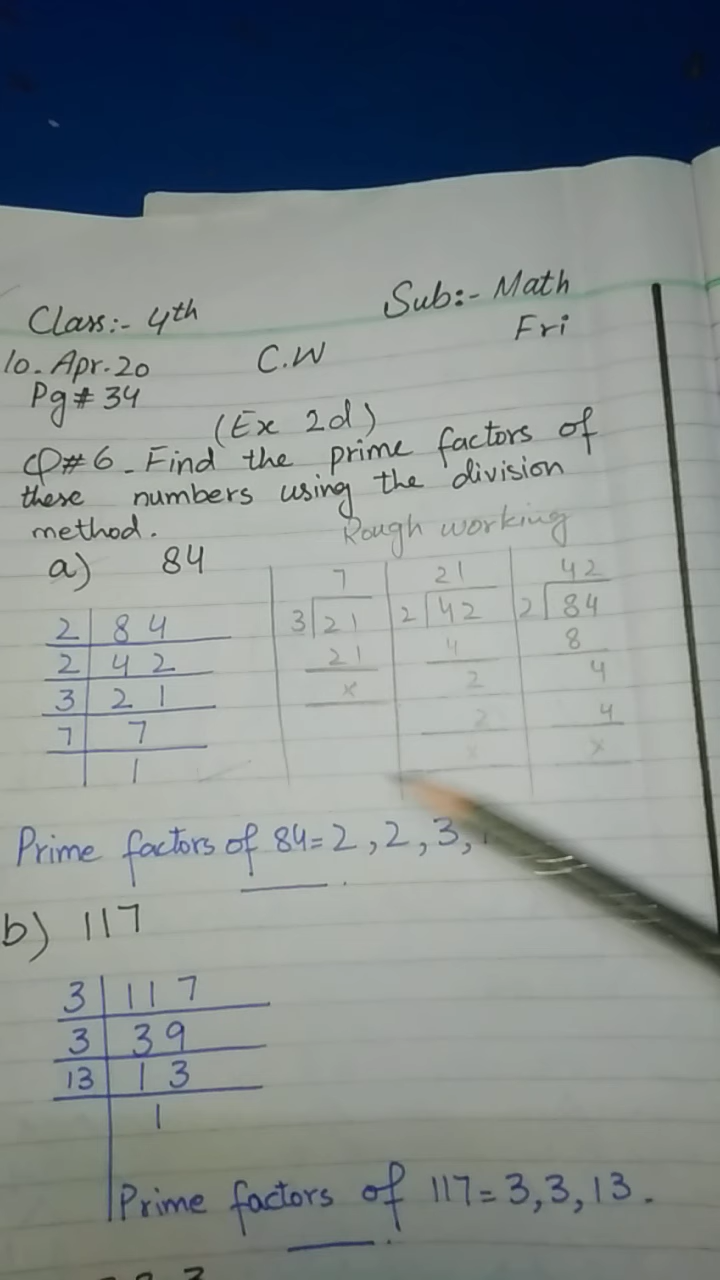 Class:- 4th Sub:- Math
10. Apr. 20 C.W Fri
Pg# 34
(Ex 2d)
Q#6 - Find the prime factors of
these numbers using the division
method.
Rough working
a) 84
2 84
2 42
3 21
7 7
1
7
3 21
21
x
21
2 42
4
2
2
x
42
2 84
8
4
4
x
Prime factors of 84 = 2, 2, 3,
b) 117
3 117
3 39
13 13
1
Prime factors of 117 = 3, 3, 13.